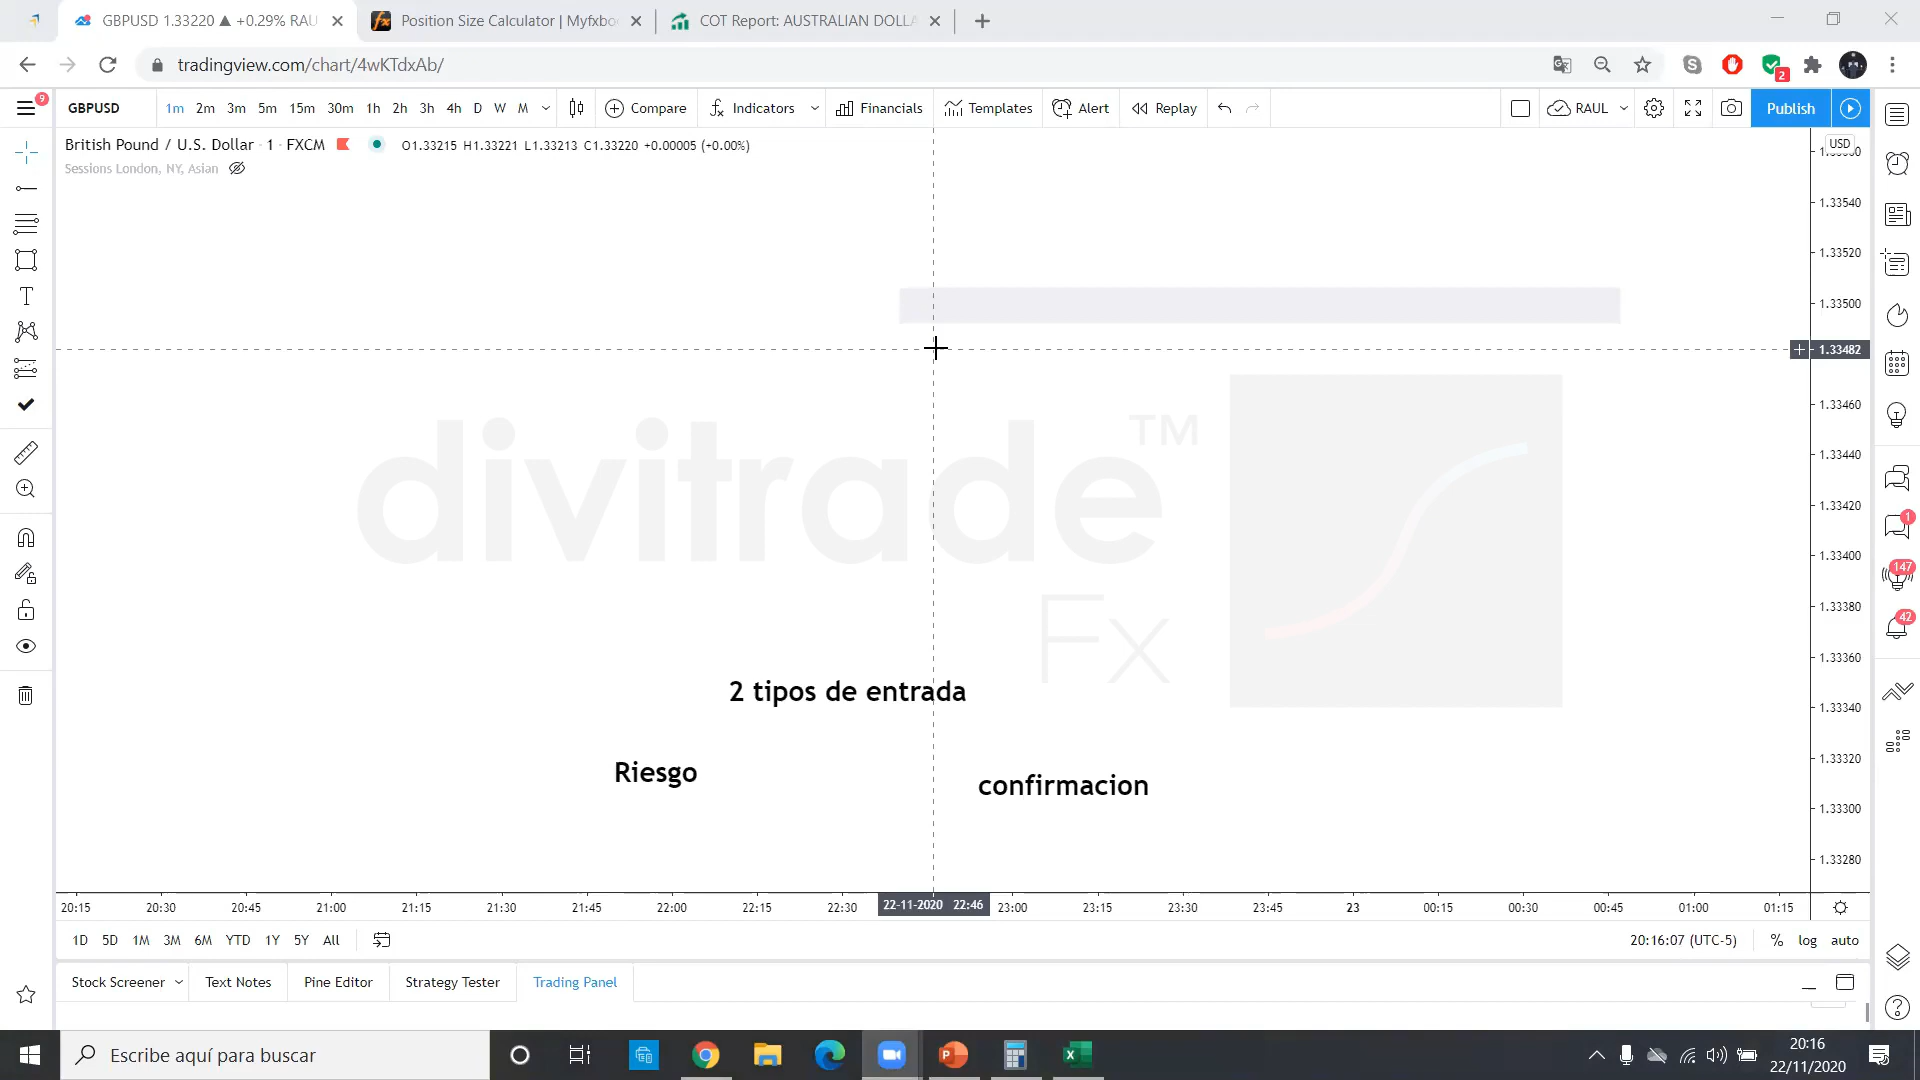 GBPUSD 1.33220 ▲ +0.29% RAU
Position Size Calculator | Myfxbo
COT Report: AUSTRALIAN DOLLA
tradingview.com/chart/4wKTdxAb/
2
9
GBPUSD 1m 2m 3m 5m 15m 30m 1h 2h 3h 4h D W M Compare Indicators Financials Templates Alert Replay RAUL Publish
British Pound / U.S. Dollar · 1 · FXCM O1.33215 H1.33221 L1.33213 C1.33220 +0.00005 (+0.00%)
Sessions London, NY, Asian
USD
1.33540
1.33520
1.33500
1.33482
1.33460
1.33440
1.33420
1.33400
1.33380
1.33360
1.33340
1.33320
1.33300
1.33280
divitrade™
Fx
2 tipos de entrada
Riesgo
confirmacion
1
147
42
20:15 20:30 20:45 21:00 21:15 21:30 21:45 22:00 22:15 22:30 22-11-2020 22:46 23:00 23:15 23:30 23:45 23 00:15 00:30 00:45 01:00 01:15
1D 5D 1M 3M 6M YTD 1Y 5Y All 20:16:07 (UTC-5) % log auto
Stock Screener Text Notes Pine Editor Strategy Tester Trading Panel
Escribe aquí para buscar
20:16
22/11/2020